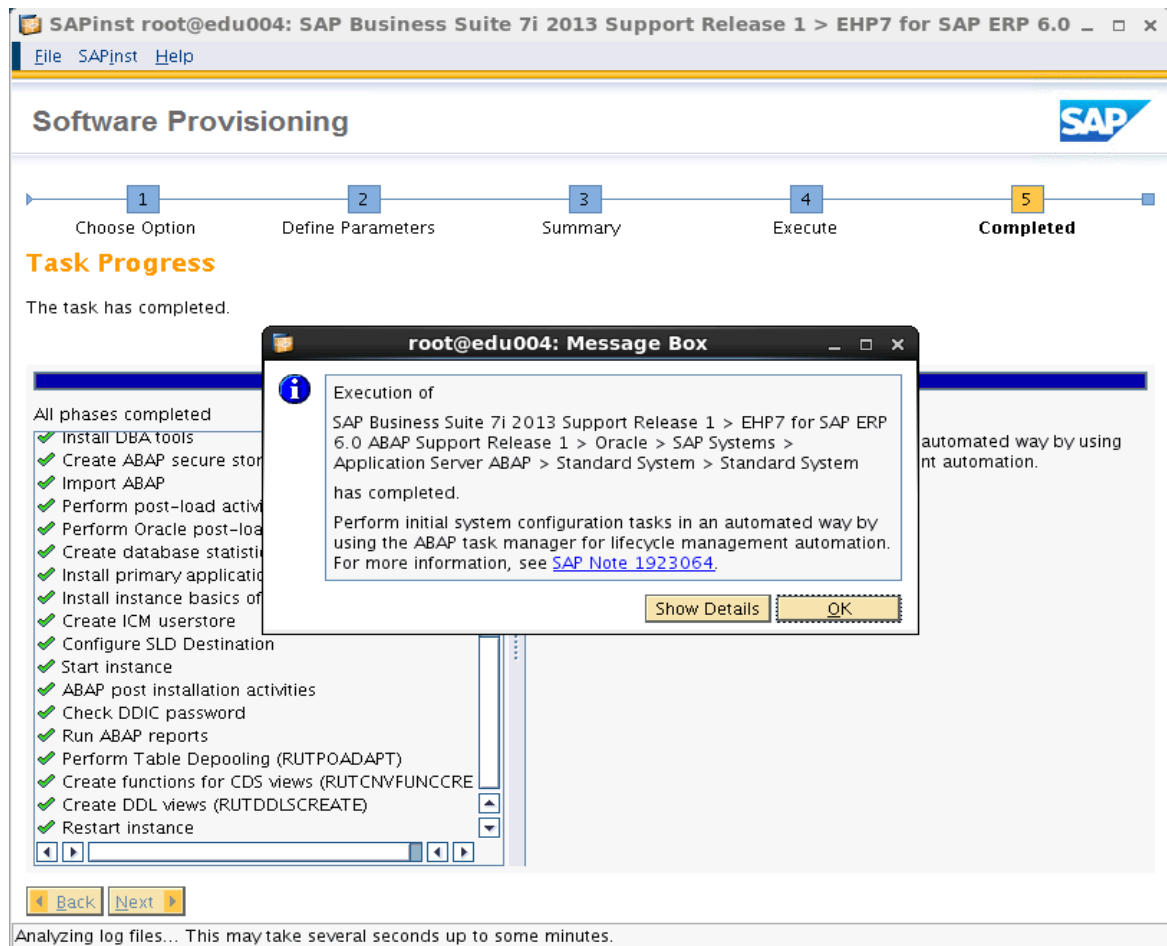 SAPinst root@edu004: SAP Business Suite 7i 2013 Support Release 1 > EHP7 for SAP ERP 6.0
File SAPinst Help
Software Provisioning
SAP
1 2 3 4 5
Choose Option Define Parameters Summary Execute Completed
Task Progress
The task has completed.
root@edu004: Message Box
Execution of
SAP Business Suite 7i 2013 Support Release 1 > EHP7 for SAP ERP
6.0 ABAP Support Release 1 > Oracle > SAP Systems >
Application Server ABAP > Standard System > Standard System
has completed.
Perform initial system configuration tasks in an automated way by
using the ABAP task manager for lifecycle management automation.
For more information, see SAP Note 1923064.
Show Details OK
All phases completed
Install DBA tools
Create ABAP secure stor
Import ABAP
Perform post-load activi
Perform Oracle post-loa
Create database statisti
Install primary applicatio
Install instance basics of
Create ICM userstore
Configure SLD Destination
Start instance
ABAP post installation activities
Check DDIC password
Run ABAP reports
Perform Table Depooling (RUTPOADAPT)
Create functions for CDS views (RUTCNVFUNCCRE
Create DDL views (RUTDDLSCREATE)
Restart instance
automated way by using
nt automation.
Back Next
Analyzing log files... This may take several seconds up to some minutes.